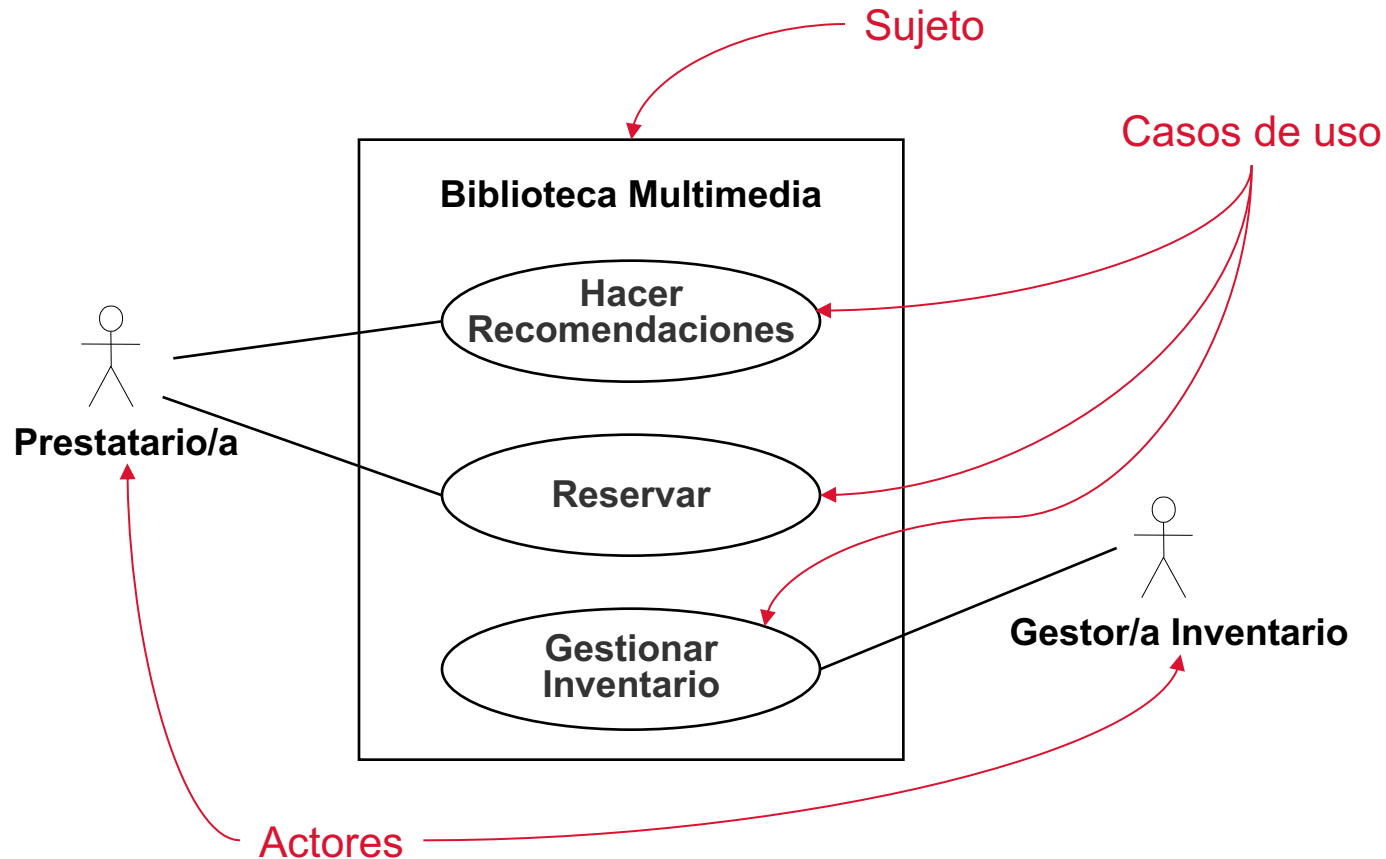 Sujeto
Casos de uso
Biblioteca Multimedia
Hacer
Recomendaciones
Prestatario/a
Reservar
Gestor/a Inventario
Gestionar
Inventario
Actores